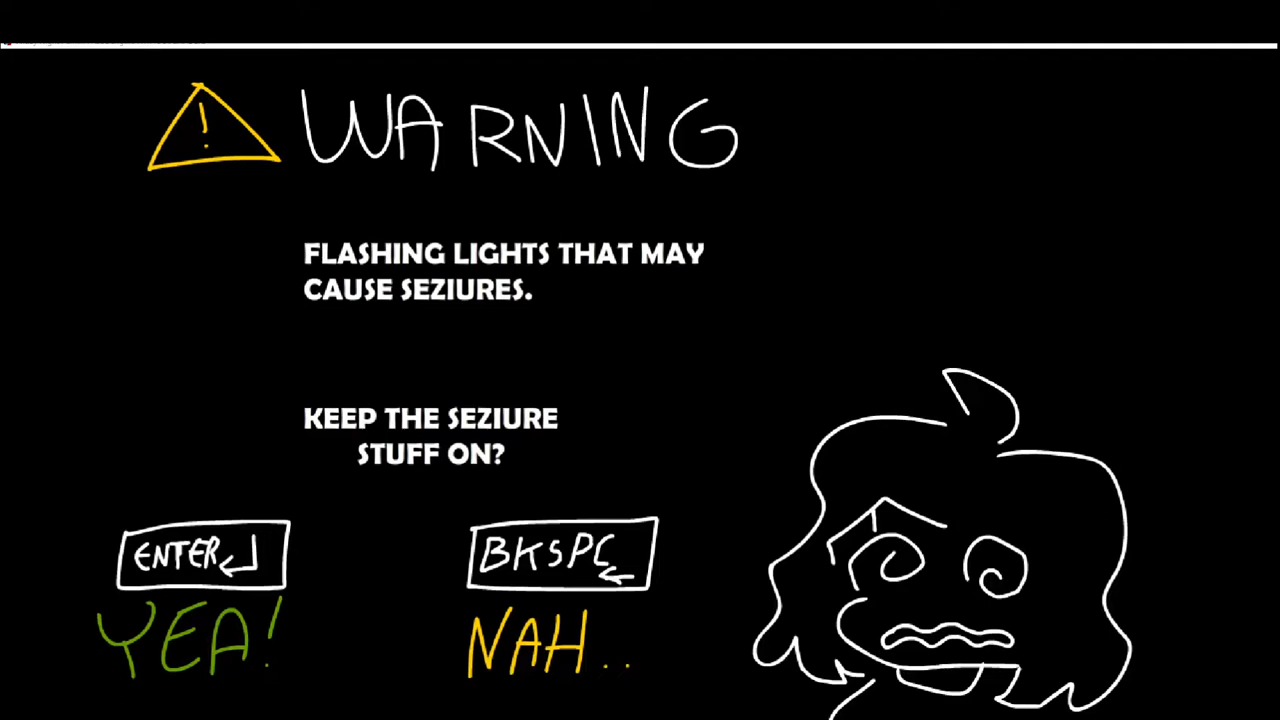 ! WARNING
FLASHING LIGHTS THAT MAY
CAUSE SEZIURES.
KEEP THE SEZIURE
STUFF ON?
ENTER BKSPC
YEA! NAH..